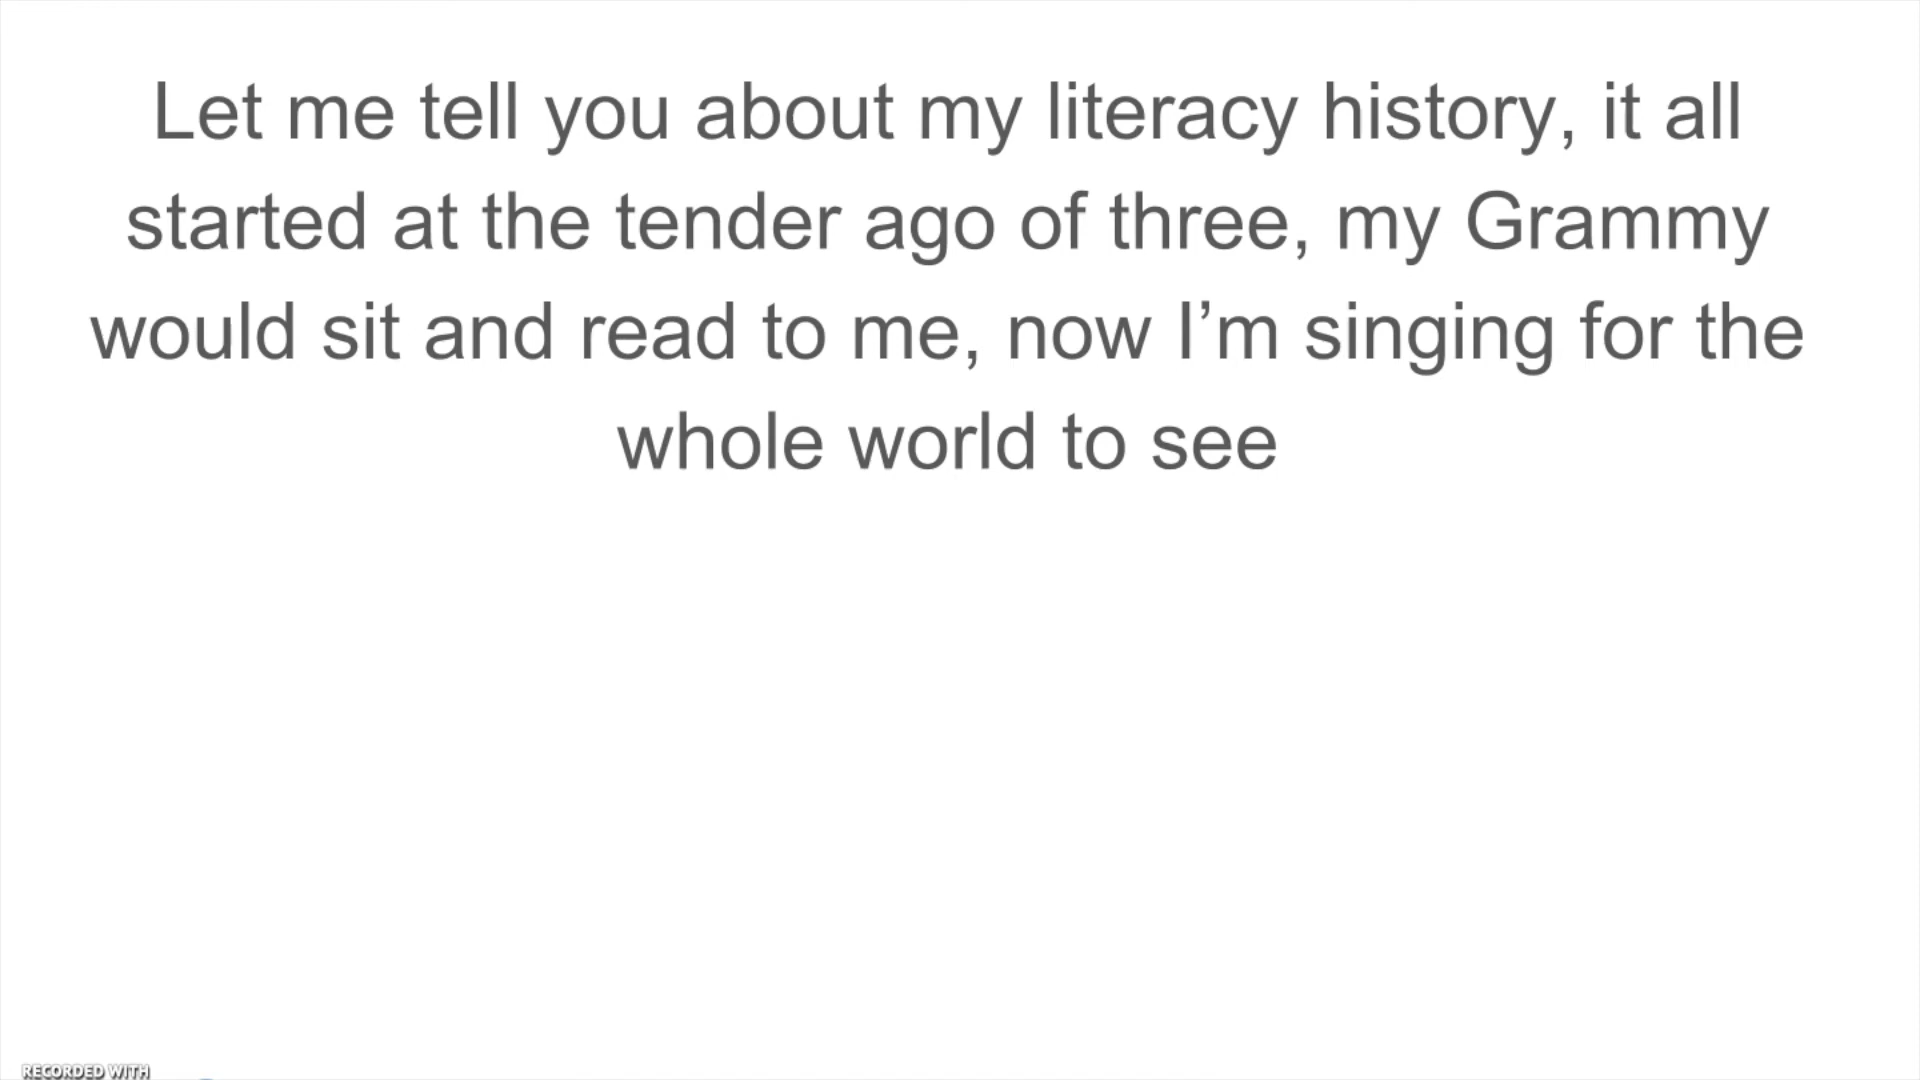 Let me tell you about my literacy history, it all
started at the tender ago of three, my Grammy
would sit and read to me, now I’m singing for the
whole world to see
RECORDED WITH